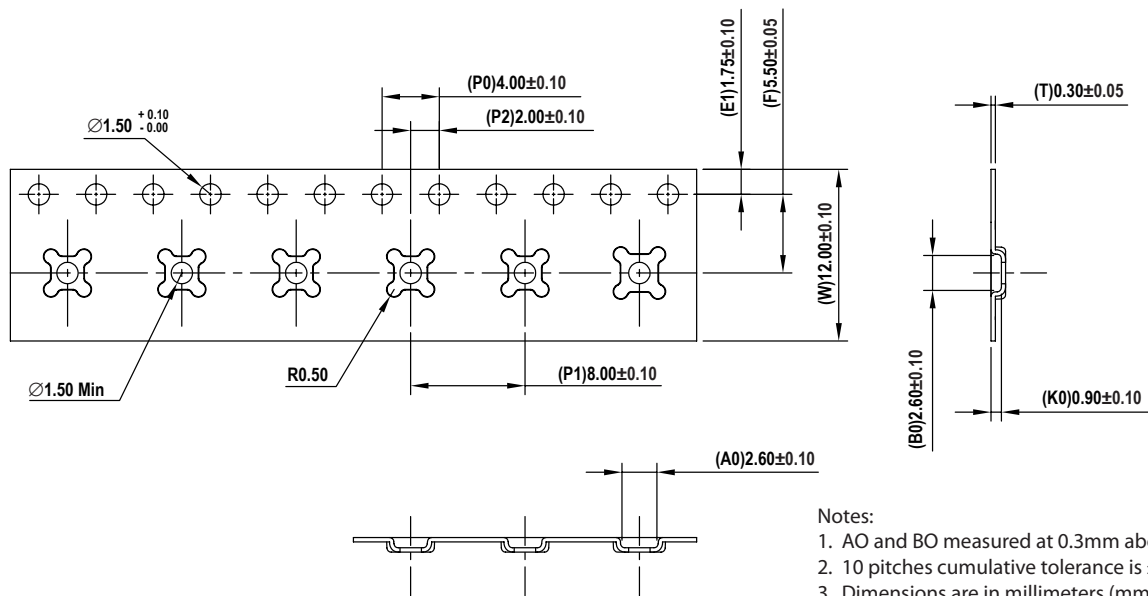 (P0)4.00±0.10
(P2)2.00±0.10
(E1)1.75±0.10
(F)5.50±0.05
(T)0.30±0.05
Ø1.50 + 0.10 - 0.00
(W)12.00±0.10
Ø1.50 Min
R0.50
(P1)8.00±0.10
(B0)2.60±0.10
(K0)0.90±0.10
(A0)2.60±0.10
Notes:
1. AO and BO measured at 0.3mm
2. 10 pitches cumulative tolerance is
3. Dimensions are in millimeters (mm